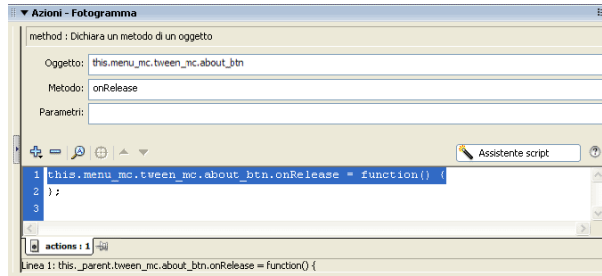 Azioni - Fotogramma
method : Dichiara un metodo di un oggetto
Oggetto: this.menu_mc.tween_mc.about_btn
Metodo: onRelease
Parametri:
Assistente script
1 this.menu_mc.tween_mc.about_btn.onRelease = function() {
2 };
3
actions : 1
Linea 1: this._parent.tween_mc.about_btn.onRelease = function() {